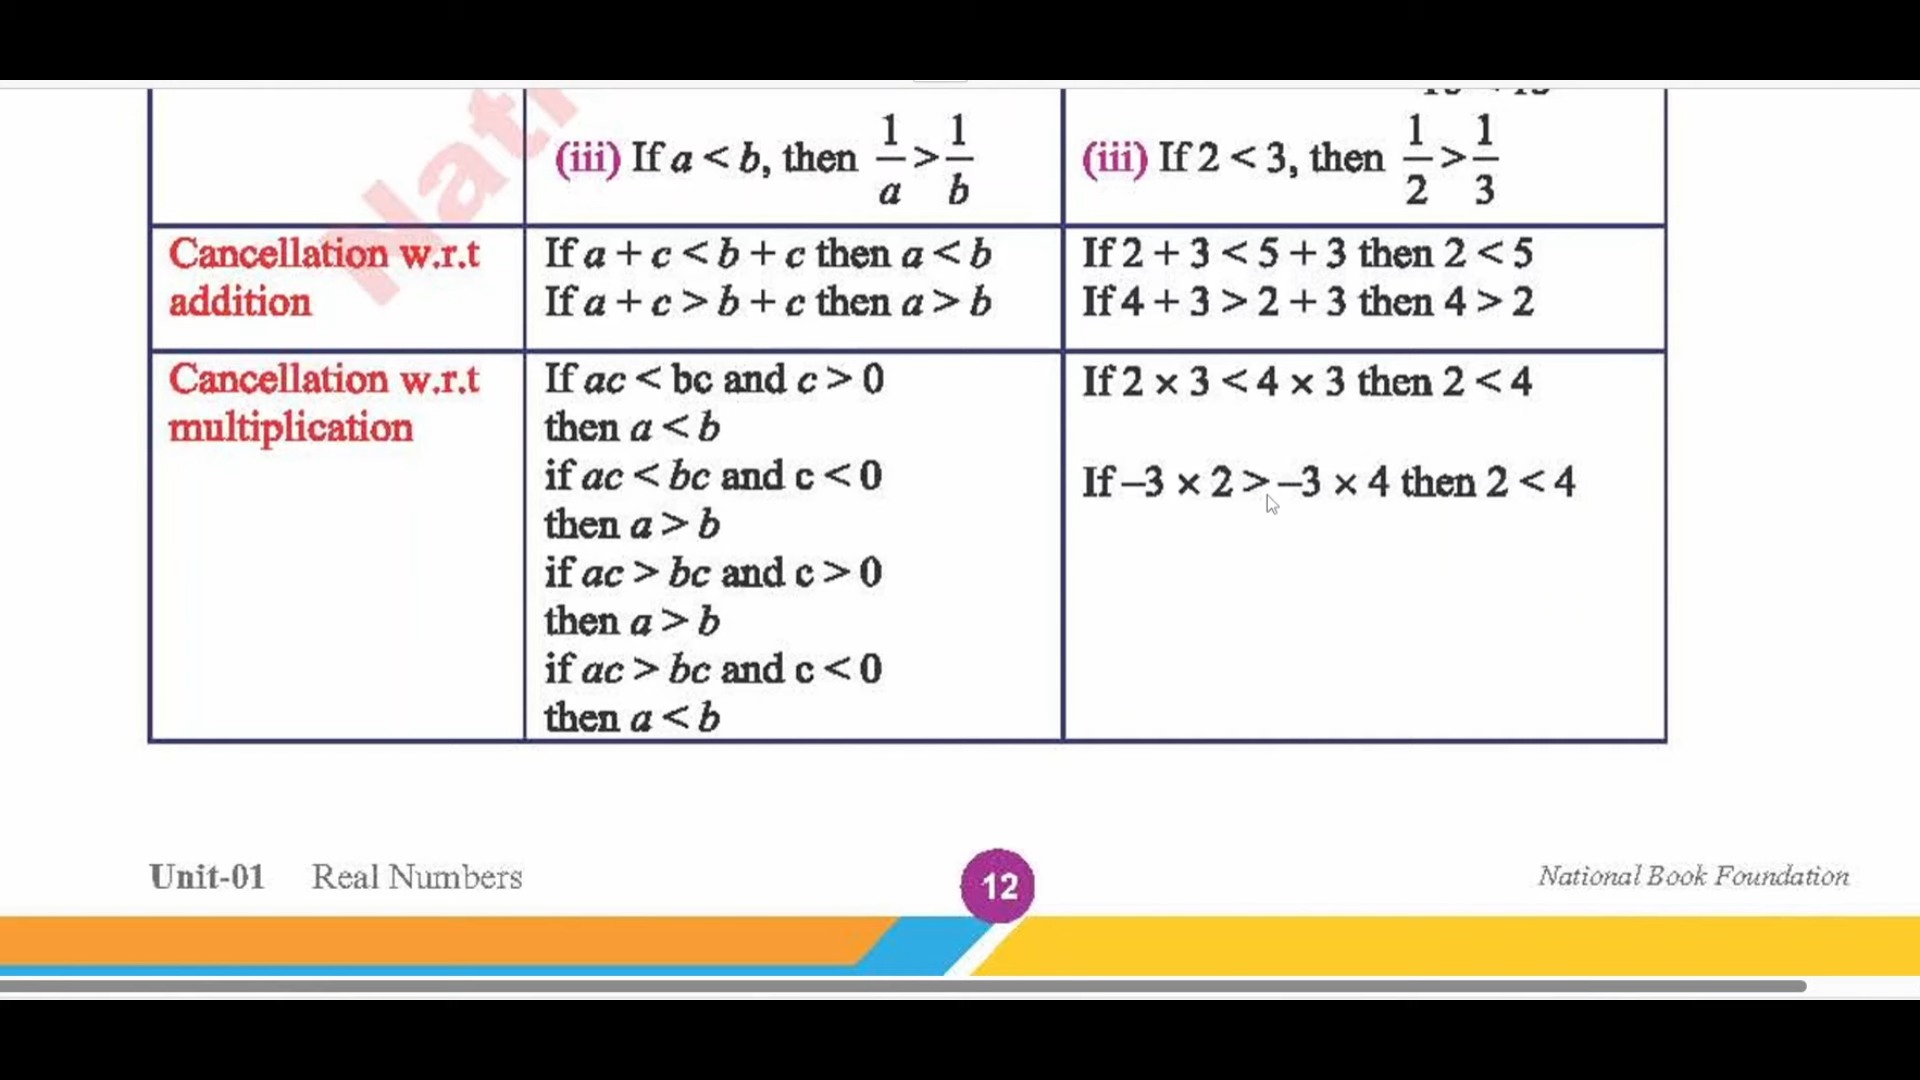 (iii) If a < b, then 1/a > 1/b
(iii) If 2 < 3, then 1/2 > 1/3
Cancellation w.r.t
addition
If a + c < b + c then a < b
If a + c > b + c then a > b
If 2 + 3 < 5 + 3 then 2 < 5
If 4 + 3 > 2 + 3 then 4 > 2
Cancellation w.r.t
multiplication
If ac < bc and c > 0
then a < b
if ac < bc and c < 0
then a > b
if ac > bc and c > 0
then a > b
if ac > bc and c < 0
then a < b
If 2 × 3 < 4 × 3 then 2 < 4
If –3 × 2 > –3 × 4 then 2 < 4
Unit-01 Real Numbers
12
National Book Foundation
Nati